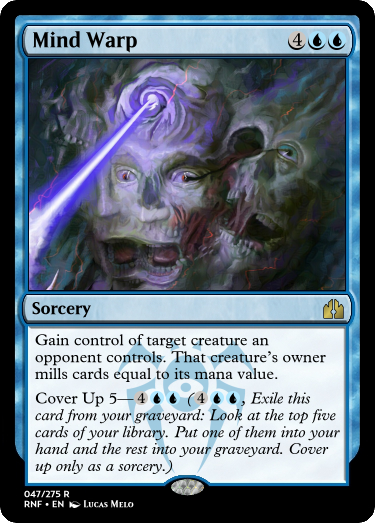 Mind Warp 4
Sorcery
Gain control of target creature an
opponent controls. That creature's owner
mills cards equal to its mana value.
Cover Up 5—4 (4, Exile this
card from your graveyard: Look at the top five
cards of your library. Put one of them into your
hand and the rest into your graveyard. Cover
up only as a sorcery.)
047/275 R
RNF • EN Lucas Melo